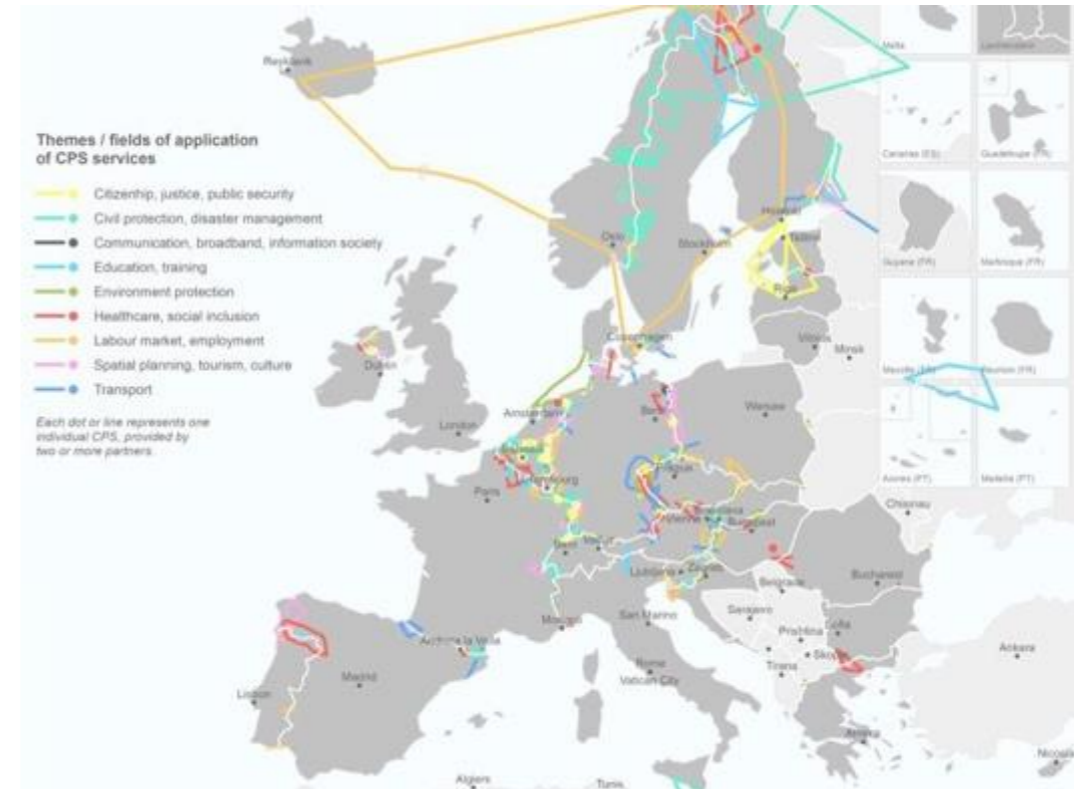 Malta
Liechtenstein
Reykjavik
Canarias (ES)
Guadeloupe (FR)
Themes / fields of application
of CPS services
Citizenship, justice, public security
Civil protection, disaster management
Communication, broadband, information society
Education, training
Environment protection
Healthcare, social inclusion
Labour market, employment
Spatial planning, tourism, culture
Transport
Each dot or line represents one
individual CPS, provided by
two or more partners.
Helsinki
Oslo
Stockholm
Tallinn
Guyane (FR)
Martinique (FR)
Riga
Copenhagen
Vilnius
Minsk
Dublin
Mayotte (FR)
Réunion (FR)
Amsterdam
Berlin
Warsaw
London
Prague
Açores (PT)
Madeira (PT)
Paris
Chisinau
Vienna
Bratislava
Budapest
Bern
Vaduz
Ljubljana
Zagreb
Belgrade
Bucharest
Monaco
San Marino
Sarajevo
Andorra la Vella
Prishtina
Sofia
Skopje
Ankara
Madrid
Rome
Vatican City
Tirana
Lisbon
Nicosia
Algiers
Tunis